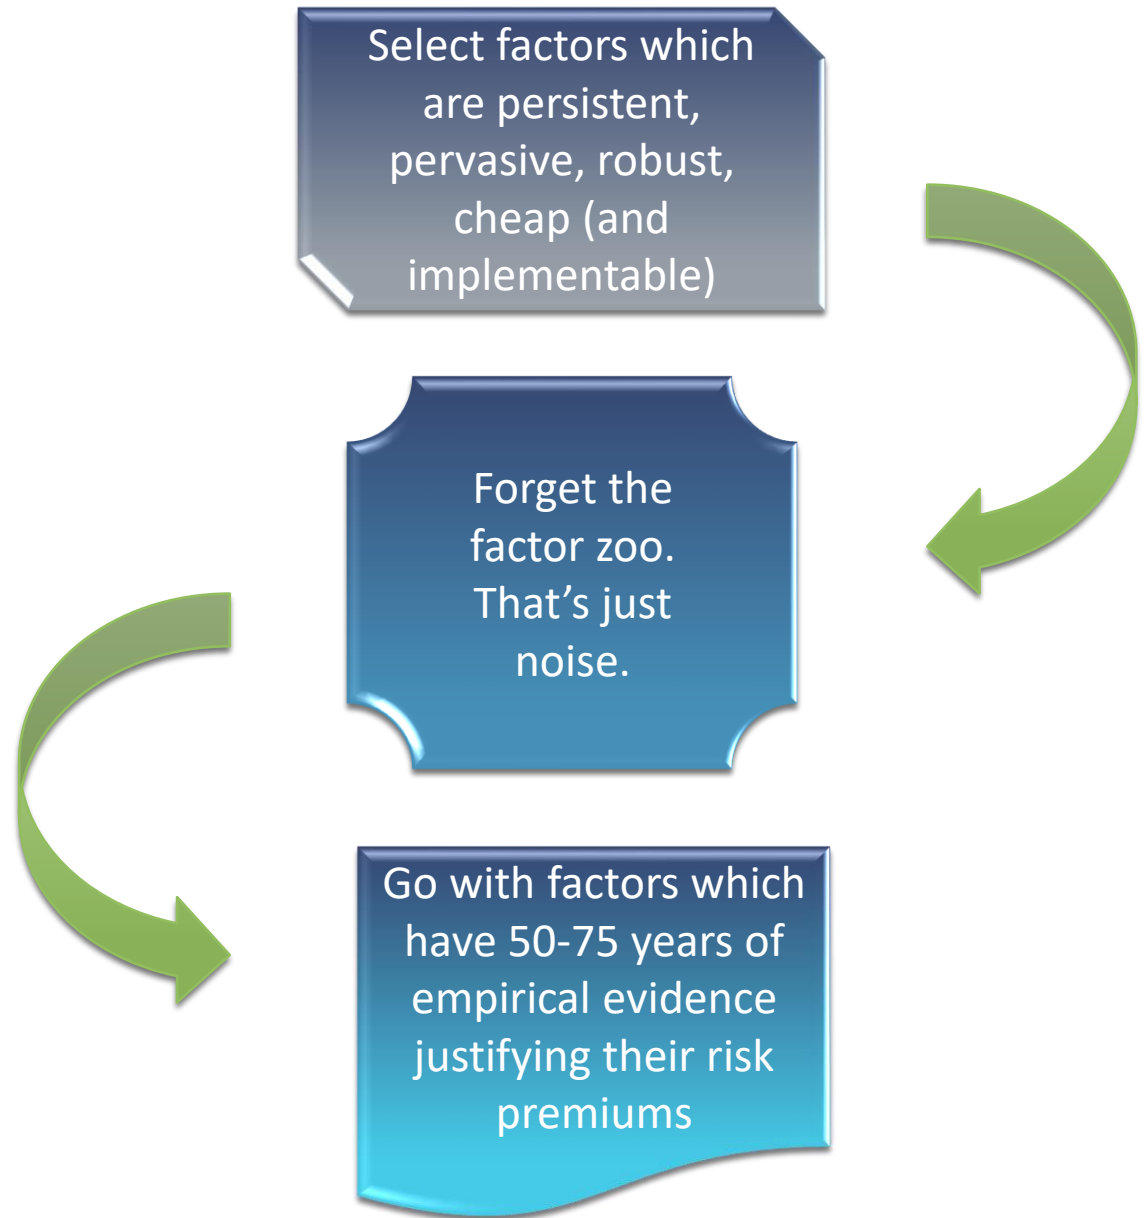 Select factors which
are persistent,
pervasive, robust,
cheap (and
implementable)
Forget the
factor zoo.
That’s just
noise.
Go with factors which
have 50-75 years of
empirical evidence
justifying their risk
premiums